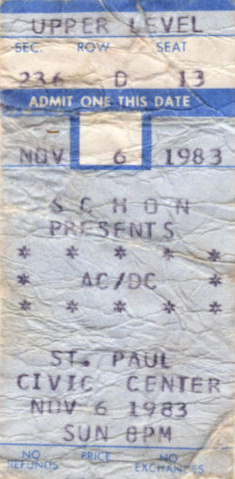 UPPER LEVEL
SEC. ROW SEAT
236 D 13
ADMIT ONE THIS DATE
NOV 6 1983
SCHON
PRESENTS
* * * * *
* AC/DC *
* * * * *
ST. PAUL
CIVIC CENTER
NOV 6 1983
SUN 8PM
NO REFUNDS PRICE NO EXCHANGES